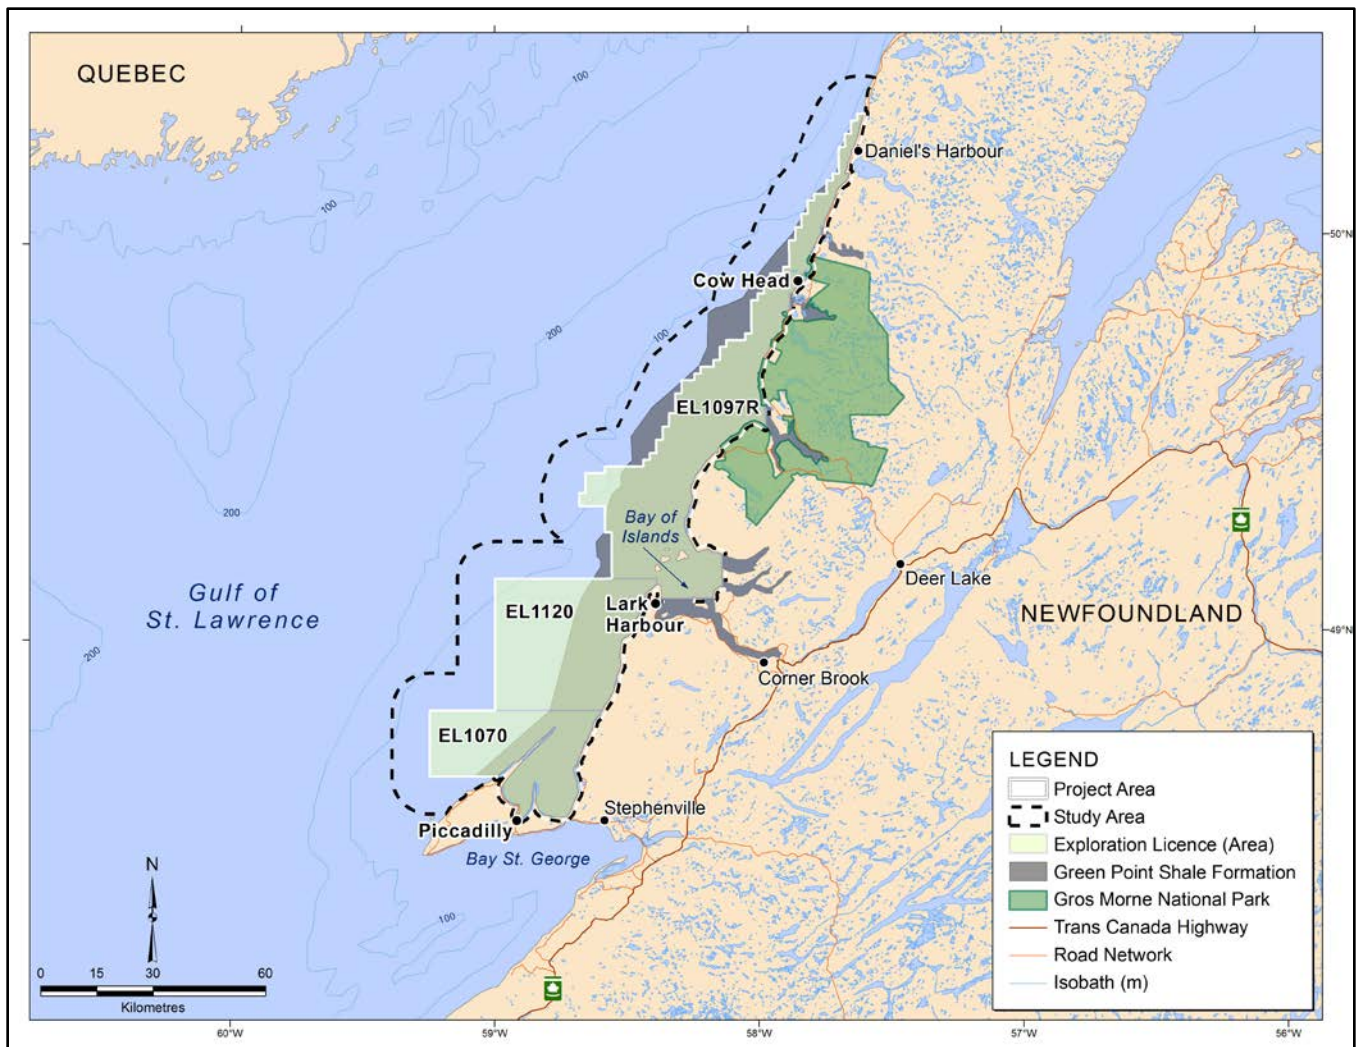 QUEBEC
100
100
Daniel's Harbour
50°N
Cow Head
200
100
EL1097R
200
Bay of
Islands
Deer Lake
Gulf of
St. Lawrence
EL1120
Lark
Harbour
NEWFOUNDLAND
49°N
200
Corner Brook
EL1070
Stephenville
Piccadilly
Bay St. George
100
N
0 15 30 60
Kilometres
LEGEND
Project Area
Study Area
Exploration Licence (Area)
Green Point Shale Formation
Gros Morne National Park
Trans Canada Highway
Road Network
Isobath (m)
60°W 59°W 58°W 57°W 56°W